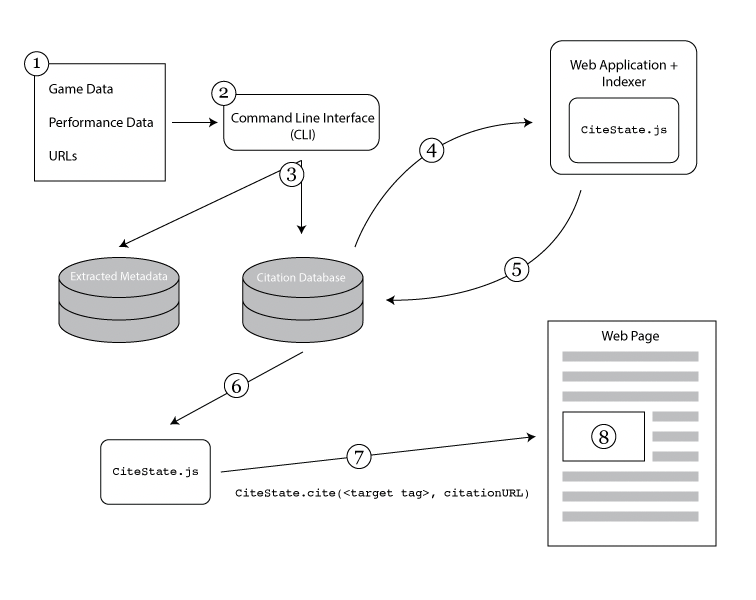 1
Game Data
Performance Data
URLs
2
Command Line Interface
(CLI)
3
Extracted Metadata
Citation Database
4
Web Application +
Indexer
CiteState.js
5
6
CiteState.js
7
CiteState.cite(<target tag>, citationURL)
Web Page
8